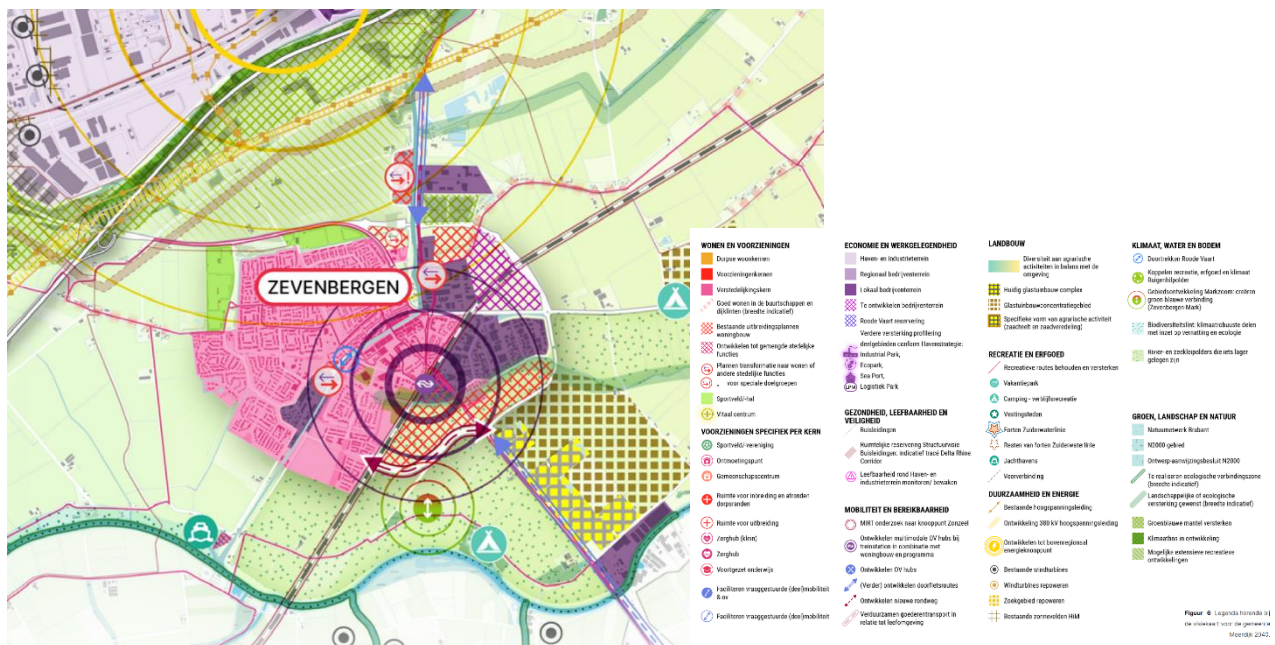 ZEVENBERGEN
WONEN EN VOORZIENINGEN
Dorpse woonkernen
Voorzieningenkernen
Verstedelijkingskern
Goed wonen in de buurtschappen en
dijklinten (breedte indicatief)
Bestaande uitbreidingsplannen
woningbouw
Ontwikkelen tot gemengde stedelijke
functies
Plannen transformatie naar wonen of
andere stedelijke functies
voor speciale doelgroepen
Sportveld/-hal
Vitaal centrum
VOORZIENINGEN SPECIFIEK PER KERN
Sportveld/-vereniging
Ontmoetingspunt
Gemeenschapscentrum
Ruimte voor inbreiding en afronden
dorpsranden
Ruimte voor uitbreiding
Zorghub (klein)
Zorghub
Voortgezet onderwijs
Faciliteren vraaggestuurde (deel)mobiliteit
& ov
Faciliteren vraaggestuurde (deel)mobiliteit
ECONOMIE EN WERKGELEGENDHEID
Haven- en Industrieterrein
Regionaal bedrijventerrein
Lokaal bedrijventerrein
Te ontwikkelen bedrijventerrein
Roode Vaart reservering
Verdere versterking profilering
deelgebieden conform Havenstrategie:
Industrial Park,
Ecopark,
Sea Port,
Logistiek Park
GEZONDHEID, LEEFBAARHEID EN
VEILIGHEID
Buisleidingen
Ruimtelijke reservering Structuurvisie
Buisleidingen: indicatief tracé Delta Rhine
Corridor
Leefbaarheid rond Haven- en
industrieterrein monitoren/ bewaken
MOBILITEIT EN BEREIKBAARHEID
MIRT onderzoek naar knooppunt Zonzeel
Ontwikkelen multimodale OV hubs bij
treinstation in combinatie met
woningbouw en programma
Ontwikkelen OV hubs
(Verder) ontwikkelen doorfietsroutes
Ontwikkelen nieuwe rondweg
Verduurzamen goederentransport in
relatie tot leefomgeving
LANDBOUW
Diversiteit aan agrarische
activiteiten in balans met de
omgeving
Huidig glastuinbouw complex
Glastuinbouwconcentratiegebied
Specifieke vorm van agrarische activiteit
(zaadteelt en zaadveredeling)
RECREATIE EN ERFGOED
Recreatieve routes behouden en versterken
Vakantiepark
Camping - verblijfsrecreatie
Vestingsteden
Forten Zuiderwaterlinie
Resten van forten Zuiderwaterlinie
Jachthavens
Veerverbinding
DUURZAAMHEID EN ENERGIE
Bestaande hoogspanningsleiding
Ontwikkeling 380 kV hoogspanningsleiding
Ontwikkelen tot bovenregionaal
energieknooppunt
Bestaande windturbines
Windturbines repoweren
Zoekgebied repoweren
Bestaande zonnevelden HiM
KLIMAAT, WATER EN BODEM
Doortrekken Roode Vaart
Koppelen recreatie, erfgoed en klimaat
Ruigenhilpolder
Gebiedsontwikkeling Markzoom: creëren
groen blauwe verbinding
(Zevenbergen-Mark)
Biodiversiteitslint: klimaatrobuuste delen
met inzet op vernatting en ecologie
gelegen zijn
GROEN, LANDSCHAP EN NATUUR
Natuurnetwerk Brabant
N2000-gebied
Ontwerp-aanwijzingsbesluit N2000
Te realiseren ecologische verbindingszone
(breedte indicatief)
Landschappelijke of ecologische
versterking gewenst (breedte indicatief)
Groenblauwe mantel versterken
Klimaatbos in ontwikkeling
Mogelijke extensieve recreatieve
ontwikkelingen
Figuur 6 Legenda horende bij
de visiekaart voor de gemeente
Moerdijk 2040.